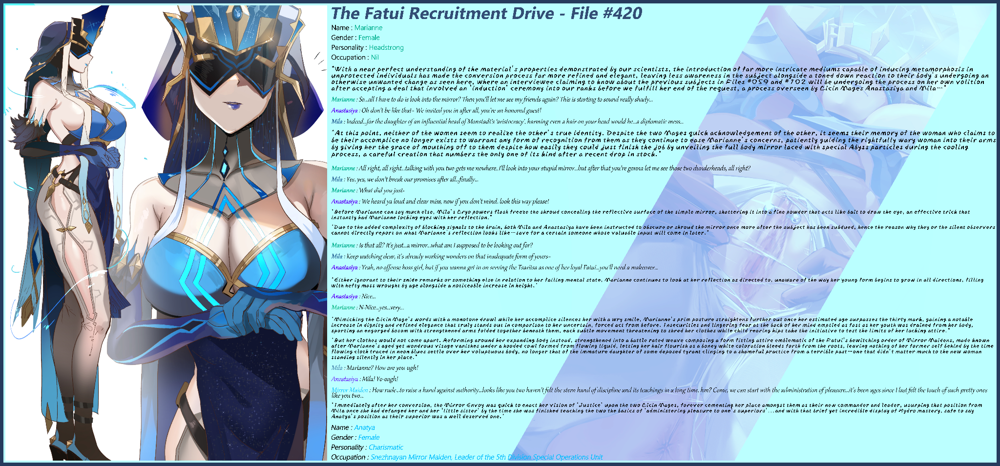 The Fatui Recruitment Drive - File #420
Name : Marianne
Gender : Female
Personality : Headstrong
Occupation : Nil
"With a near perfect understanding of the material's properties demonstrated by our scientists, the introduction of far more intricate mediums capable of inducing metamorphosis in
unprotected individuals has made the conversion process far more refined and elegant, leaving less awareness in the subject alongside a toned down reaction to their body's undergoing an
otherwise unwanted change as seen here, where an interviewee claiming to know about the previous subjects in Files #059 and #102 will be undergoing the process on her own volition
after accepting a deal that involved an 'induction' ceremony into our ranks before we fulfill her end of the request, a process overseen by Cicin Mages Anastasiya and Mila..."
Marianne : So...all I have to do is look into the mirror? Then you'll let me see my friends again? This is starting to sound really shady...
Anastasiya : Oh don't be like that~ We invited you in after all, you're an honored guest!
Mila : Indeed...for the daughter of an influential head of Monstadt's 'aristocracy', harming even a hair on your head would be...a diplomatic mess...
"At this point, neither of the women seem to realize the other's true identity. Despite the two Mages quick acknowledgement of the other, it seems their memory of the woman who claims to
be their accomplice no longer exists to warrant any form of recognition from them as they continue to ease Marianne's concerns, patiently guiding the rightfully wary woman into their arms
by giving her the grace of mouthing off to them despite how easily they could just finish the job by unveiling the full body mirror laced with special Abyss particles during the cooling
process, a careful creation that numbers the only one of its kind after a recent drop in stock."
Marianne : All right, all right...talking with you two gets me nowhere..I'll look into your stupid mirror...but after that you're gonna let me see those two dunderheads, all right?
Mila : Yes, yes, we don't break our promises after all...finally...
Marianne : What did you just-
Anastasiya : We heard ya loud and clear miss, now if you don't mind, look this way please!
"Before Marianne can say much else, Mila's Cryo powers flash freeze the shroud concealing the reflective surface of the simple mirror, shattering it into a fine powder that acts like bait to draw the eye, an effective trick that
instantly had Marianne locking eyes with her reflection."
"Due to the added complexity of blocking signals to the brain, both Mila and Anastasiya have been instructed to obscure or shroud the mirror once more after the subject has been subdued, hence the reason why they or the silent observers
cannot directly report on what Marianne's reflection looks like...save for a certain someone whose valuable input will come in later."
Marianne : Is that all? It's just...a mirror...what am I supposed to be looking out for?
Mila : Keep watching dear, it's already working wonders on that inadequate form of yours~
Anastasiya : Yeah, no offense boss girl, but if you wanna get in on serving the Tsaritsa as one of her loyal Fatui...you'll need a makeover...
"Either ignorant to their snide remarks or something else in relation to her failing mental state, Marianne continues to look at her reflection as directed to, unaware of the way her young form begins to grow in all directions, filling
with hefty mass wrought by age alongside a noticeable increase in height."
Anastasiya : Nice...
Marianne : N-Nice...yes...very...
"Mimicking the Cicin Mage's words with a monotone drawl while her accomplice silences her with a wry smile, Marianne's prim posture straightens further out once her estimated age surpasses the thirty mark, gaining a notable
increase in dignity and refined elegance that truly stands out in comparison to her uncertain, forced act from before. Insecurities and lingering fear at the back of her mind emptied as fast as her youth was drained from her body,
sporting an engorged bosom with strengthened arms folded together beneath them, each subtle movement threatening to shred her clothes while child rearing hips take the initiative to test the limits of her lacking attire."
"But her clothes would not come apart. Reforming around her expanding body instead, strengthened into a battle rated weave composing a form fitting attire emblematic of the Fatui's bewitching order of Mirror Maidens, made known
after Marianne's aged yet wondrous visage vanishes under a hooded cowl formed from flowing liquid, letting her hair flourish as a boney white coloration bleeds forth from the roots, leaving nothing of her former self behind by the time
flowing cloth traced in neon blues settle over her voluptuous body, no longer that of the immature daughter of some deposed tyrant clinging to a shameful practice from a terrible past...one that didn't matter much to the new woman
standing silently in her place."
Mila : Marianne? How are you-ugh!
Anastasiya : Mila! Yo-oagh!
Mirror Maiden : How rude...to raise a hand against authority...looks like you two haven't felt the stern hand of discipline and its teachings in a long time, hm? Come, we can start with the administration of pleasure...it's been ages since I last felt the touch of such pretty ones
like you two...
"Immediately after her conversion, the Mirror Envoy was quick to enact her vision of 'Justice' upon the two Cicin Mages, forever cementing her place amongst them as their new commander and leader, usurping that position from
Mila once she had defanged her and her 'little sister' by the time she was finished teaching the two the basics of 'administering pleasure to one's superiors'...and with that brief yet incredible display of Hydro mastery, safe to say
Anatya's position as their superior was a well deserved one."
Name : Anatya
Gender : Female
Personality : Charismatic
Occupation : Snezhnayan Mirror Maiden, Leader of the 5th Division Special Operations Unit